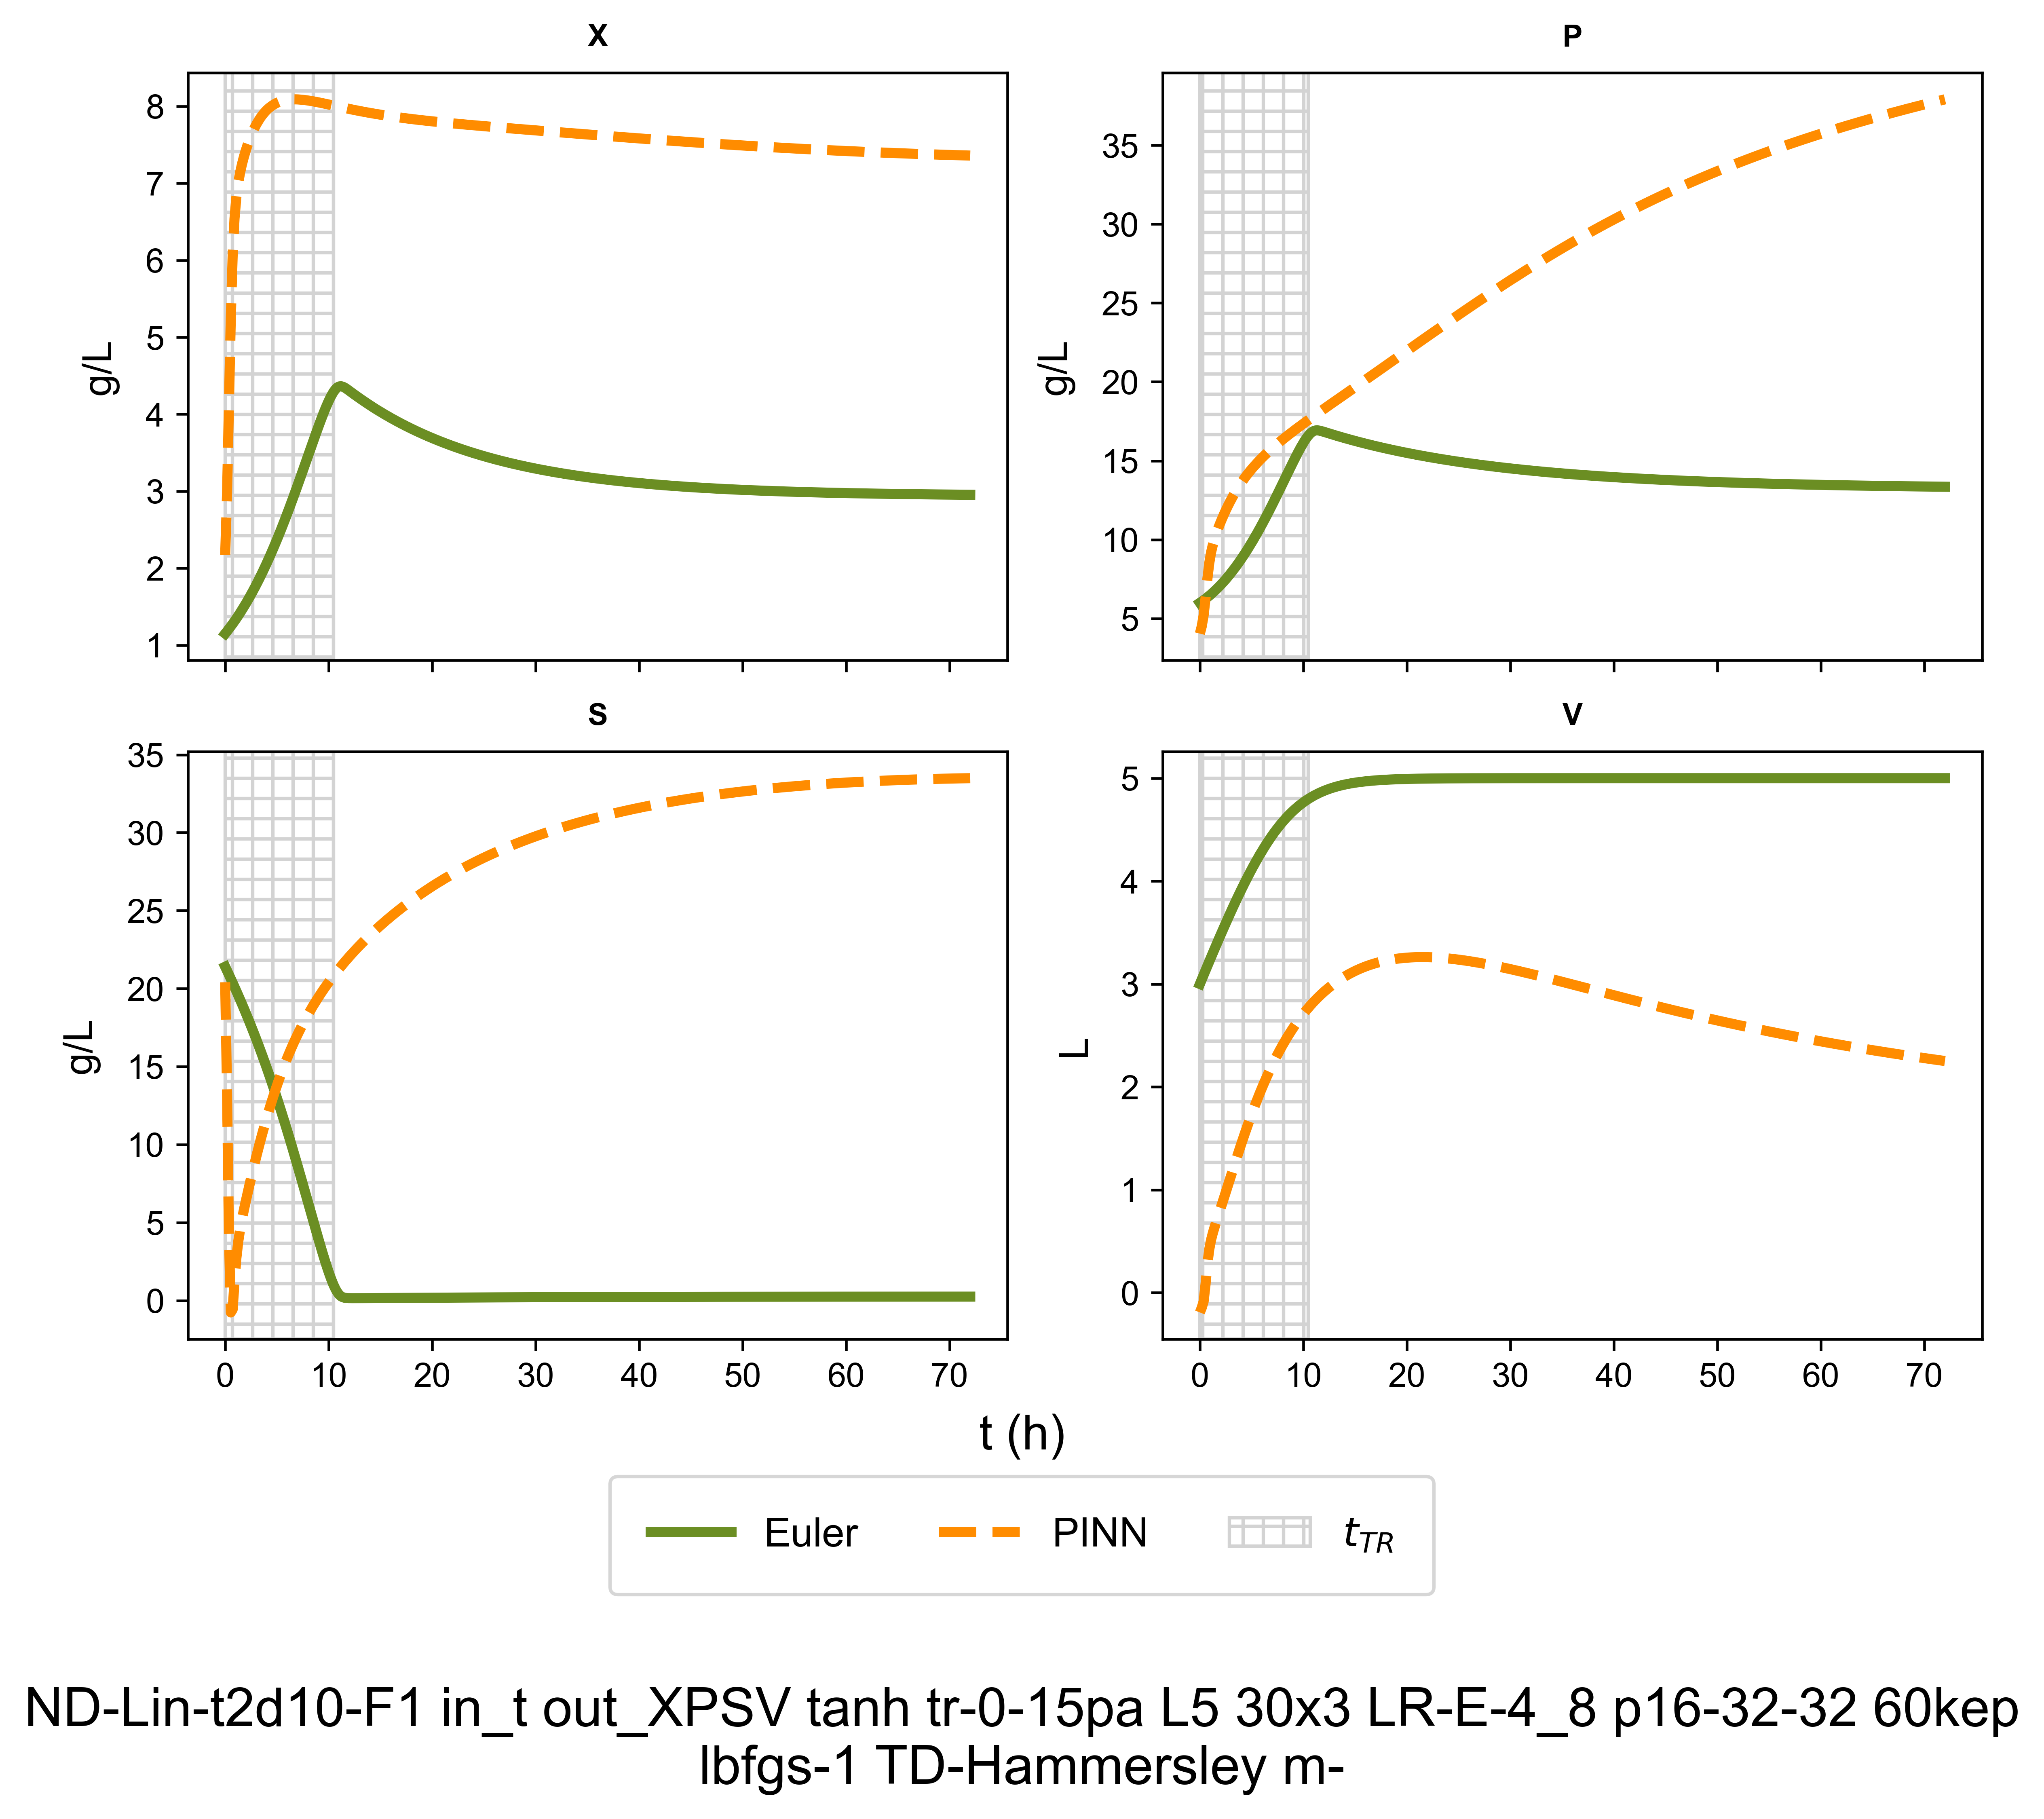 X
P
8
7
6
5
4
3
2
1
g/L
35
30
25
20
15
10
5
g/L
S
V
35
30
25
20
15
10
5
0
g/L
5
4
3
2
1
0
L
0 10 20 30 40 50 60 70
0 10 20 30 40 50 60 70
t (h)
Euler PINN t_TR
ND-Lin-t2d10-F1 in_t out_XPSV tanh tr-0-15pa L5 30x3 LR-E-4_8 p16-32-32 60kep
lbfgs-1 TD-Hammersley m-